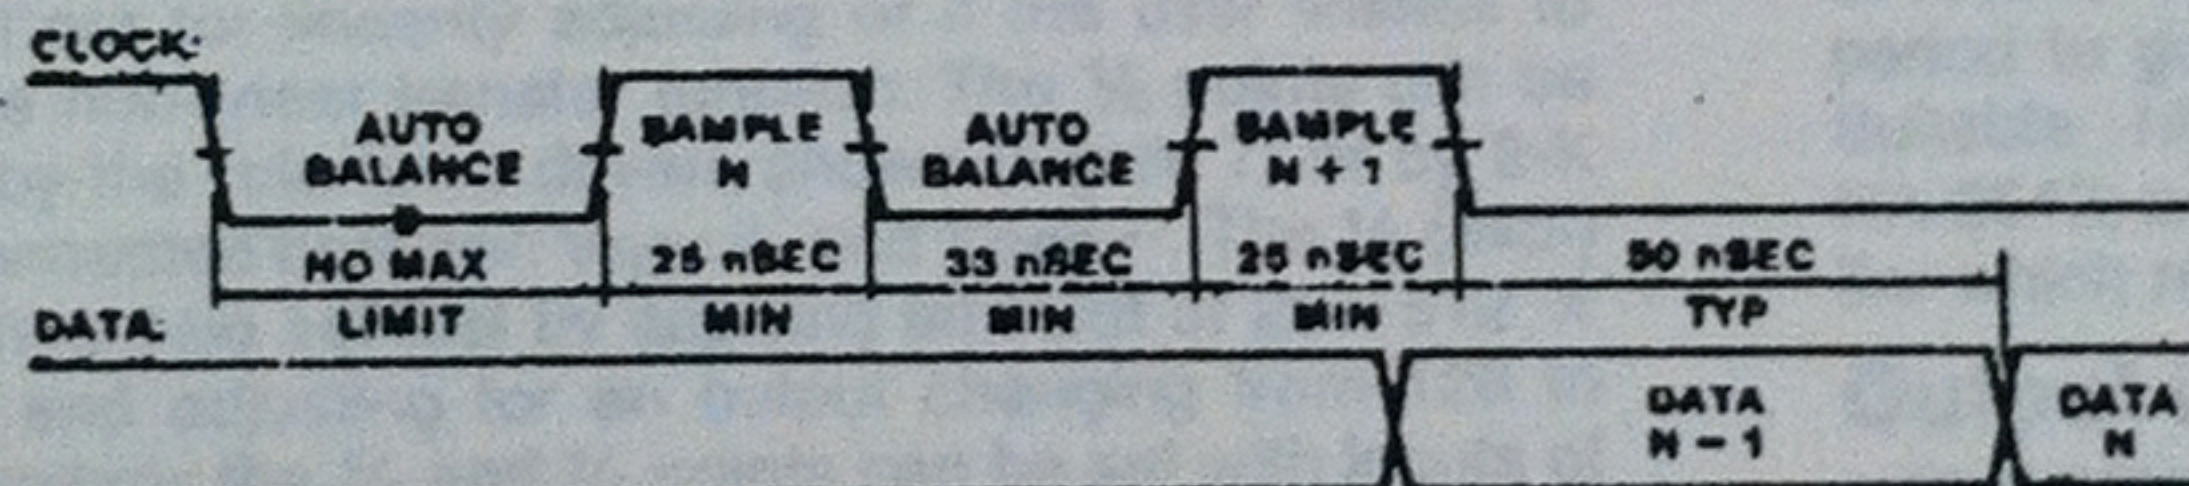 CLOCK:
AUTO
BALANCE
SAMPLE
N
AUTO
BALANCE
SAMPLE
N + 1
NO MAX
LIMIT
25 nSEC
MIN
33 nSEC
MIN
25 nSEC
MIN
50 nSEC
TYP
DATA:
DATA
N - 1
DATA
N